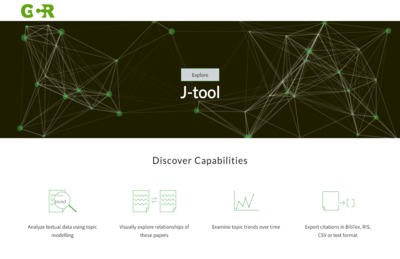 GCR
Explore
J-tool
Discover Capabilities
Analyze textual data using topic
modelling
Visually explore relationships of
these papers
Examine topic trends over time
Export citations in BibTex, RIS,
CSV or text format